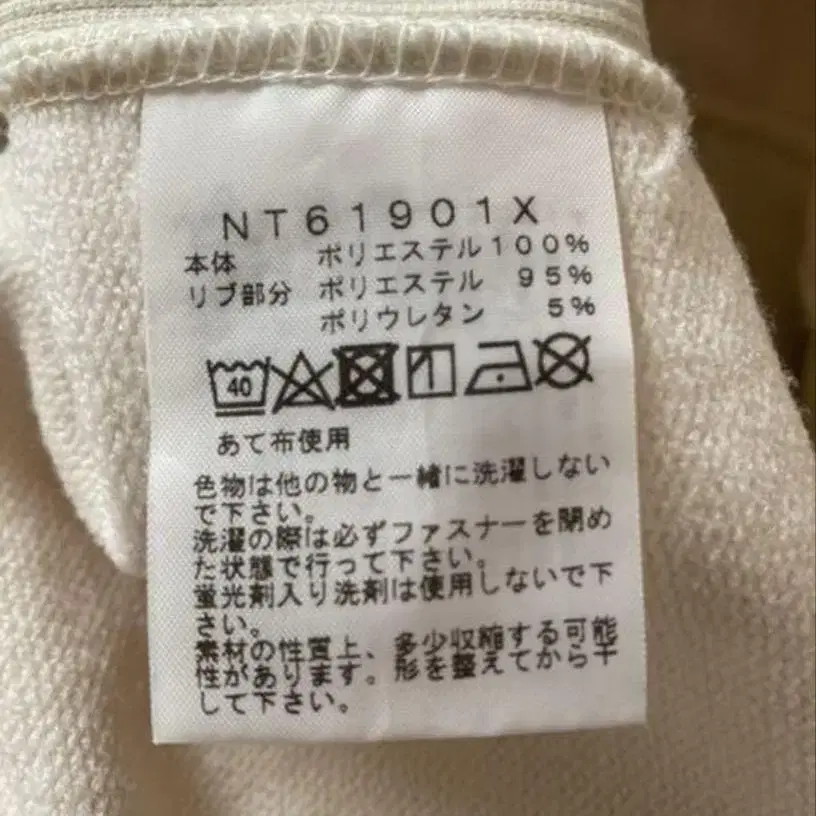 NT61901X
本体 ポリエステル100%
リブ部分 ポリエステル 95%
ポリウレタン 5%
40
あて布使用
色物は他の物と一緒に洗濯しない
で下さい。
洗濯の際は必ずファスナーを閉め
た状態で行って下さい。
蛍光剤入り洗剤は使用しないで下
さい。
素材の性質上、多少収縮する可能
性があります。形を整えてから干
して下さい。